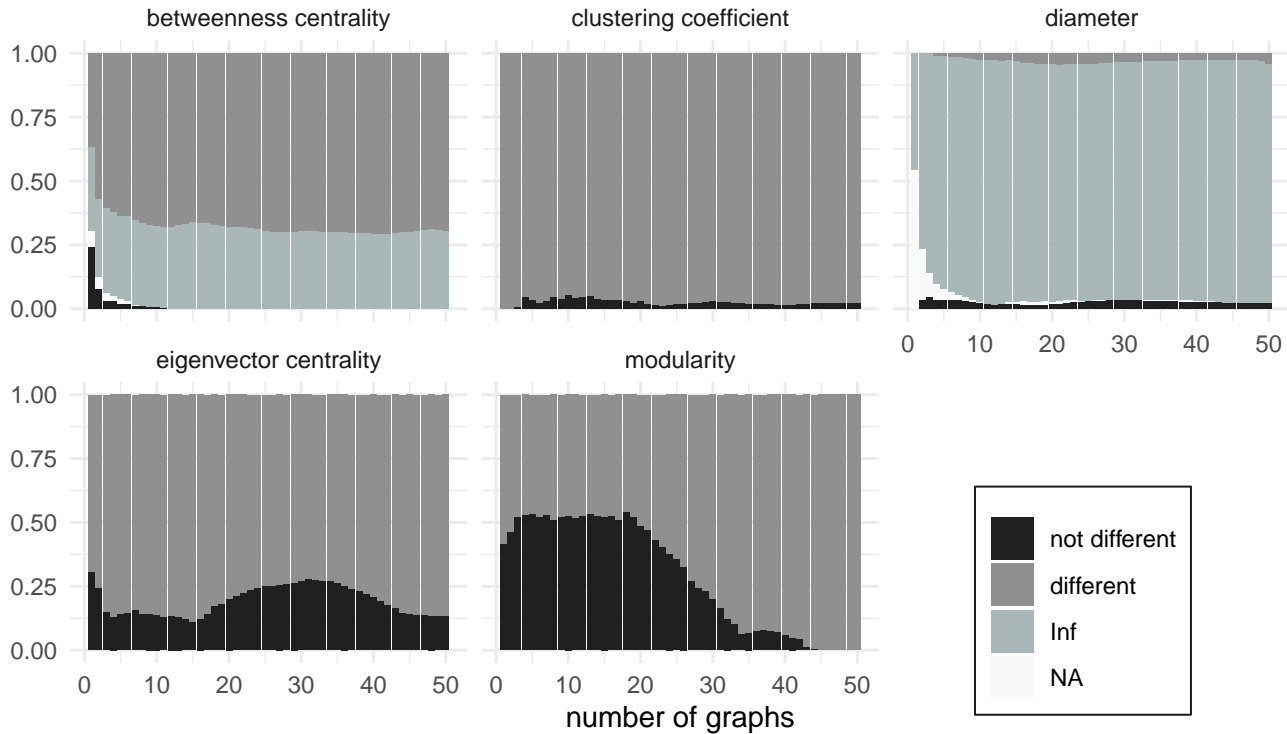 betweenness centrality clustering coefficient diameter
1.00
0.75
0.50
0.25
0.00
0 10 20 30 40 50
eigenvector centrality modularity
1.00
0.75
0.50
0.25
0.00
0 10 20 30 40 50 0 10 20 30 40 50
number of graphs
not different
different
Inf
NA